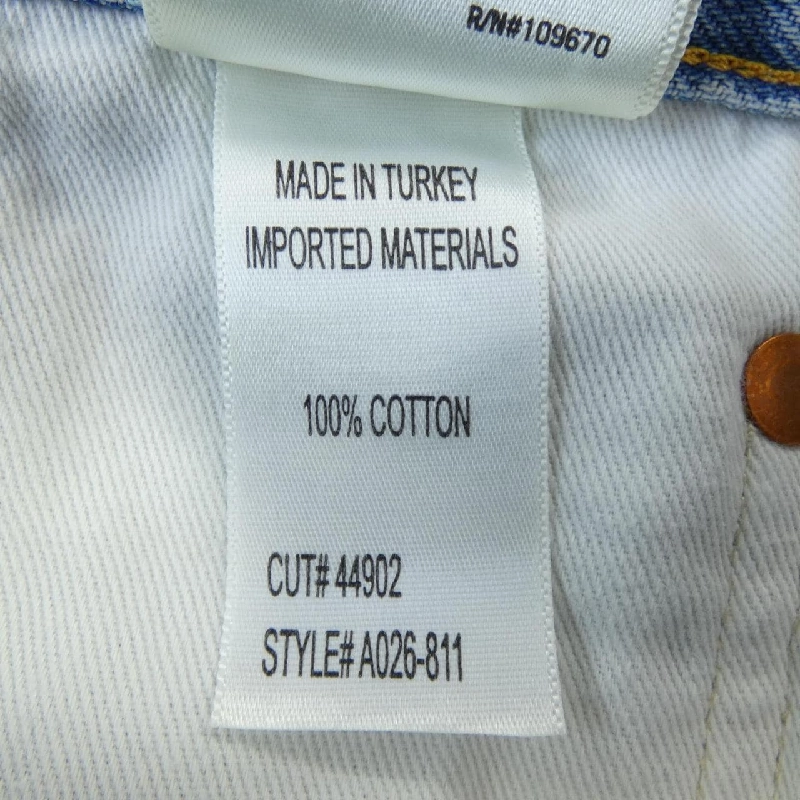 R/N#109670
MADE IN TURKEY
IMPORTED MATERIALS
100% COTTON
CUT# 44902
STYLE# A026-811